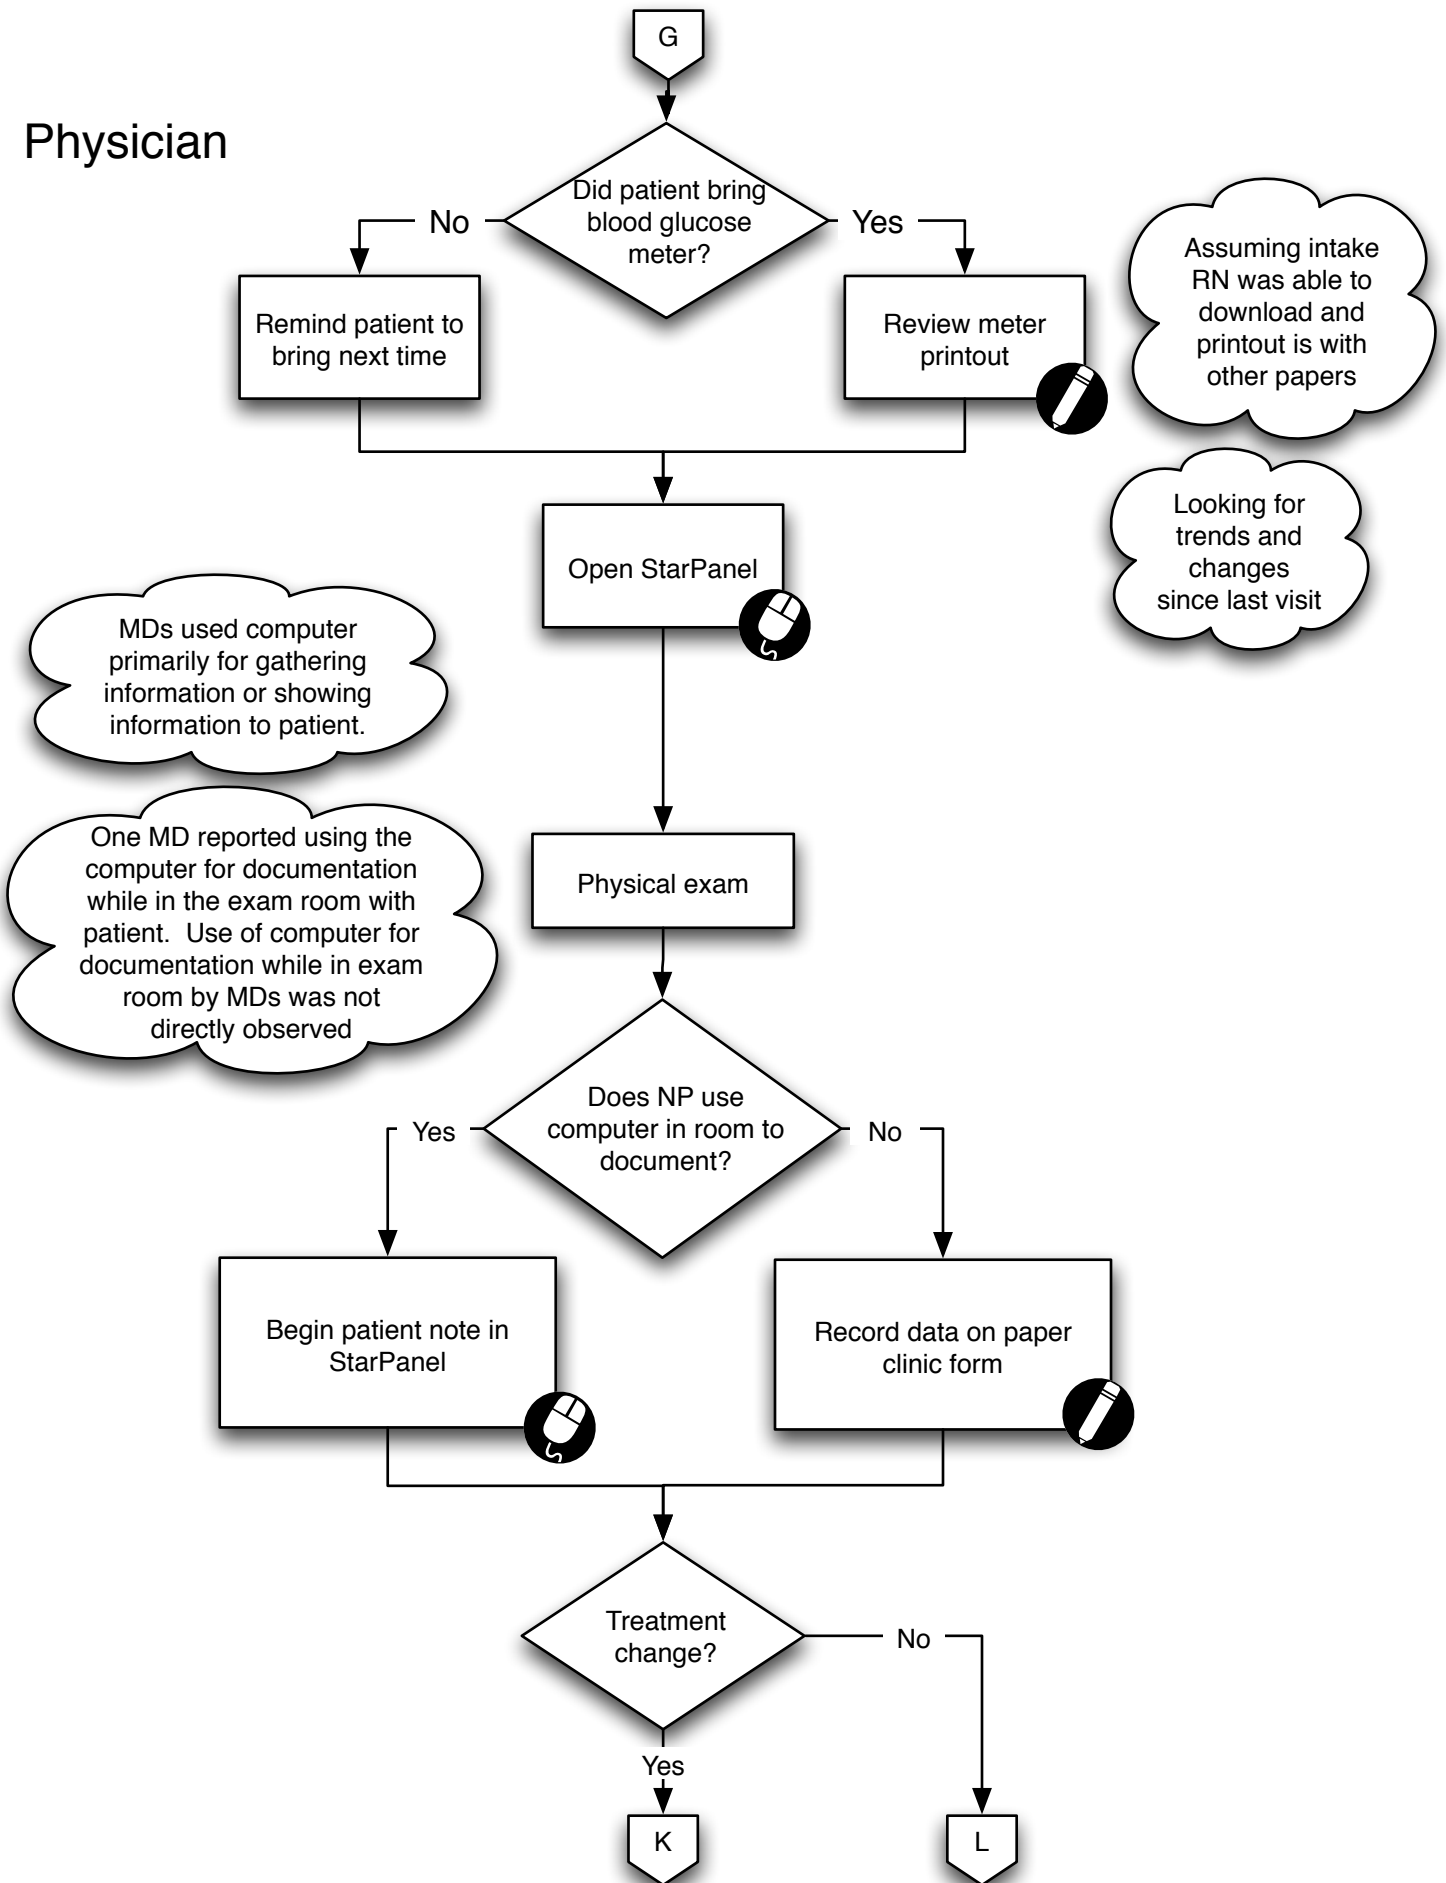 G
Physician
Did patient bring
blood glucose
meter?
No
Yes
Remind patient to
bring next time
Review meter
printout
Assuming intake
RN was able to
download and
printout is with
other papers
Looking for
trends and
changes
since last visit
Open StarPanel
MDs used computer
primarily for gathering
information or showing
information to patient.
One MD reported using the
computer for documentation
while in the exam room with
patient.  Use of computer for
documentation while in exam
room by MDs was not
directly observed
Physical exam
Does NP use
computer in room to
document?
Yes
No
Begin patient note in
StarPanel
Record data on paper
clinic form
Treatment
change?
No
Yes
K
L